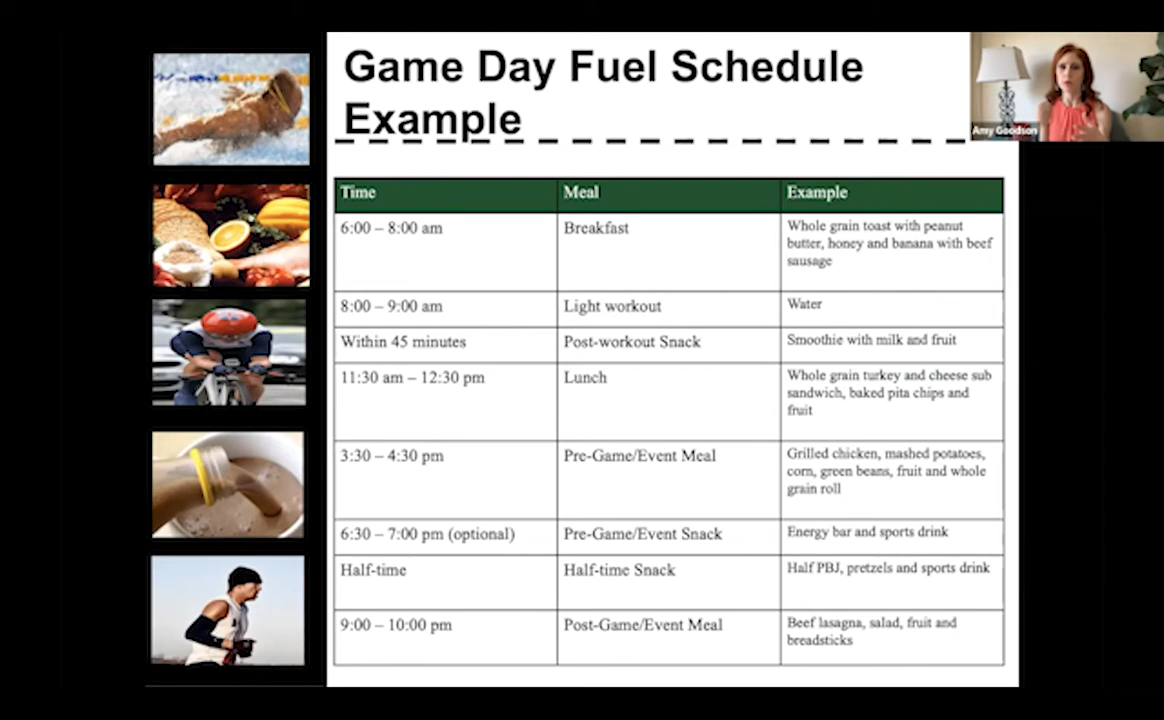 Game Day Fuel Schedule
Example
Amy Goodson
Time Meal Example
6:00 – 8:00 am Breakfast Whole grain toast with peanut
butter, honey and banana with beef
sausage
8:00 – 9:00 am Light workout Water
Within 45 minutes Post-workout Snack Smoothie with milk and fruit
11:30 am – 12:30 pm Lunch Whole grain turkey and cheese sub
sandwich, baked pita chips and
fruit
3:30 – 4:30 pm Pre-Game/Event Meal Grilled chicken, mashed potatoes,
corn, green beans, fruit and whole
grain roll
6:30 – 7:00 pm (optional) Pre-Game/Event Snack Energy bar and sports drink
Half-time Half-time Snack Half PBJ, pretzels and sports drink
9:00 – 10:00 pm Post-Game/Event Meal Beef lasagna, salad, fruit and
breadsticks